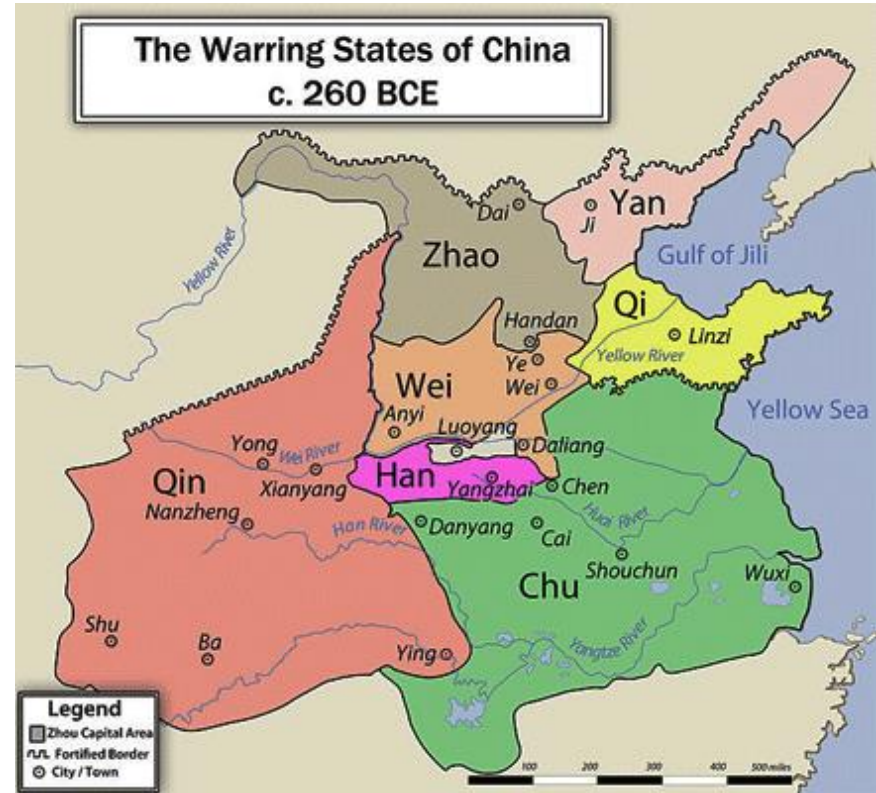 The Warring States of China
c. 260 BCE
Yan
Ji
Dai
Zhao
Gulf of Jili
Yellow River
Qi
Linzi
Handan
Ye
Yellow River
Wei
Wei
Yellow Sea
Anyi
Luoyang
Daliang
Yong
Wei River
Xianyang
Han
Yangzhai
Chen
Qin
Nanzheng
Han River
Danyang
Cai
Huai River
Shouchun
Chu
Wuxi
Shu
Ba
Ying
Yangtze River
Legend
Zhou Capital Area
Fortified Border
City / Town
100 200 300 400 500 miles